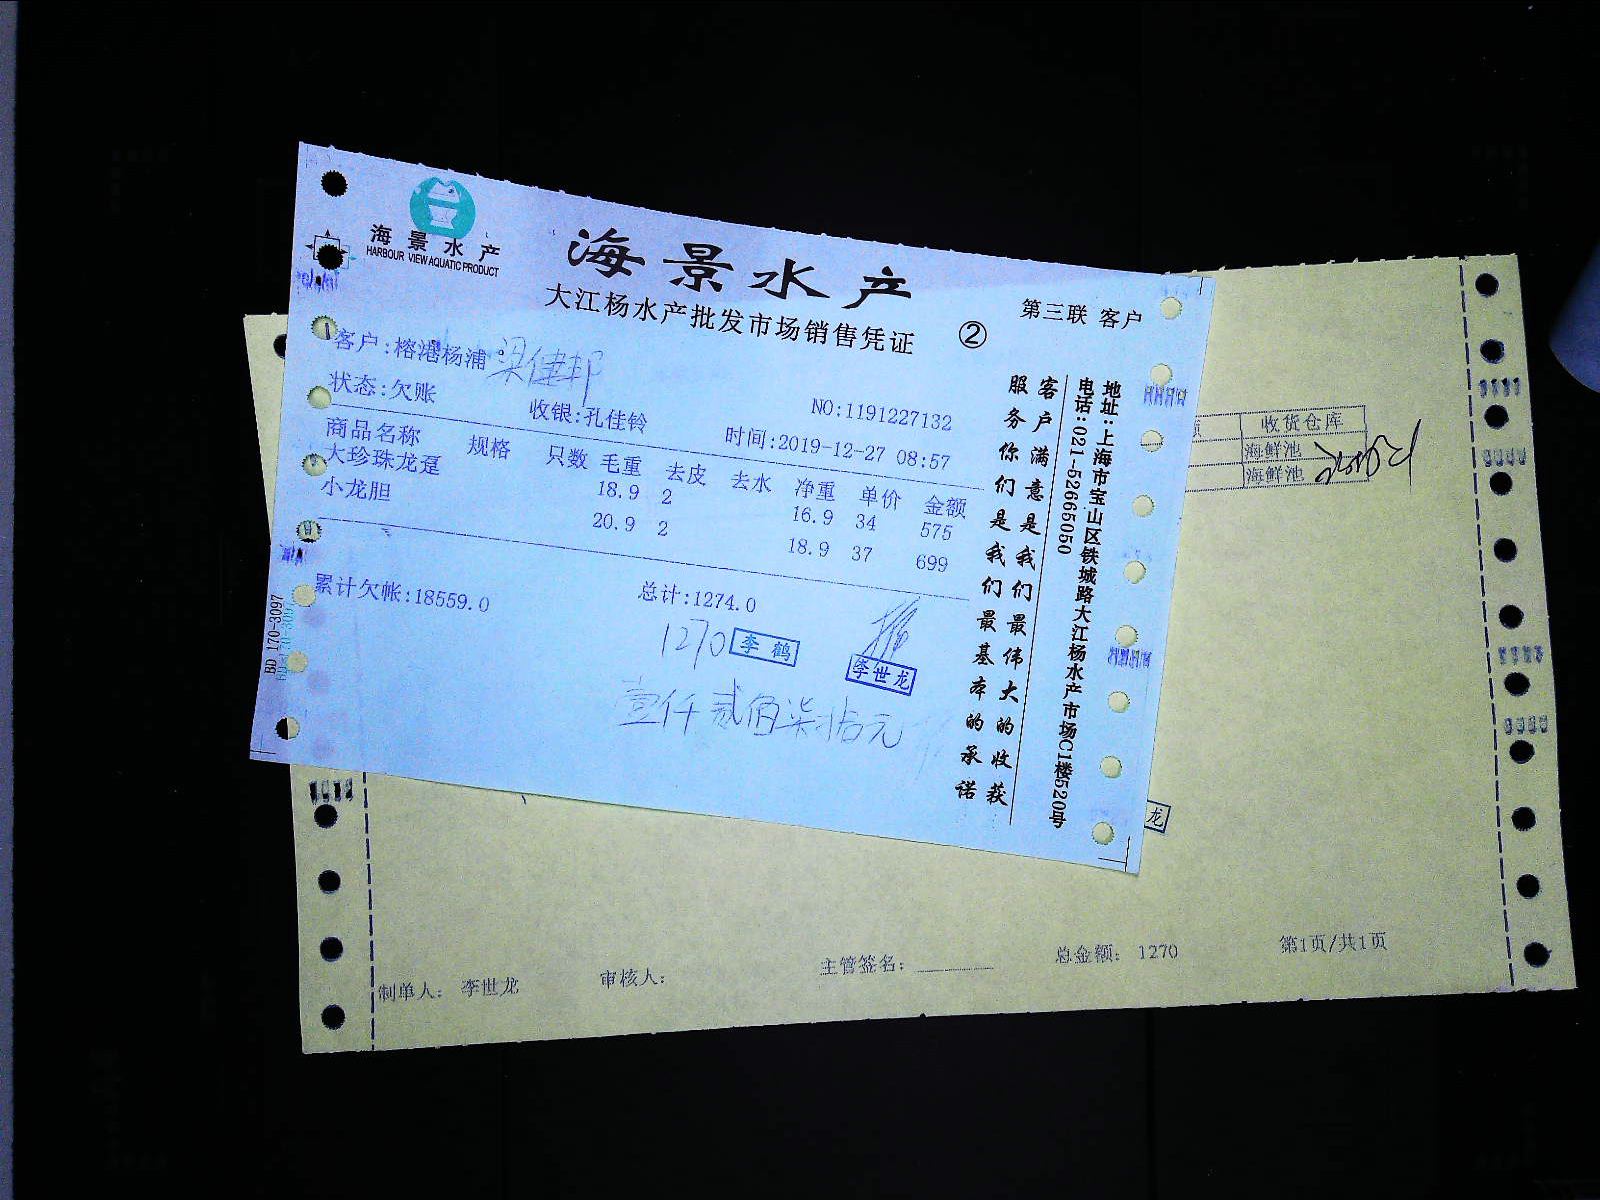 海景水产
HARBOUR VIEW AQUATIC PRODUCT
海景水产
大江杨水产批发市场销售凭证
②
第三联 客户
客户:榕港杨浦 梁健邦
状态:欠账
收银:孔佳铃
NO:1191227132
时间:2019-12-27 08:57
商品名称 规格 只数 毛重 去皮 去水 净重 单价 金额
大珍珠龙趸 18.9 2 16.9 34 575
小龙胆 20.9 2 18.9 37 699
累计欠帐:18559.0
总计:1274.0
1270
李鹤
李世龙
壹仟贰佰柒拾元
客户满意是我们最伟大的收获
服务你们是我们最基本的承诺
地址:上海市宝山区铁城路大江杨水产市场C1楼520号
电话:021-52665050
BD 170-3097
收货仓库
海鲜池
海鲜池
龙
制单人: 李世龙
审核人:
主管签名:
总金额: 1270
第1页/共1页